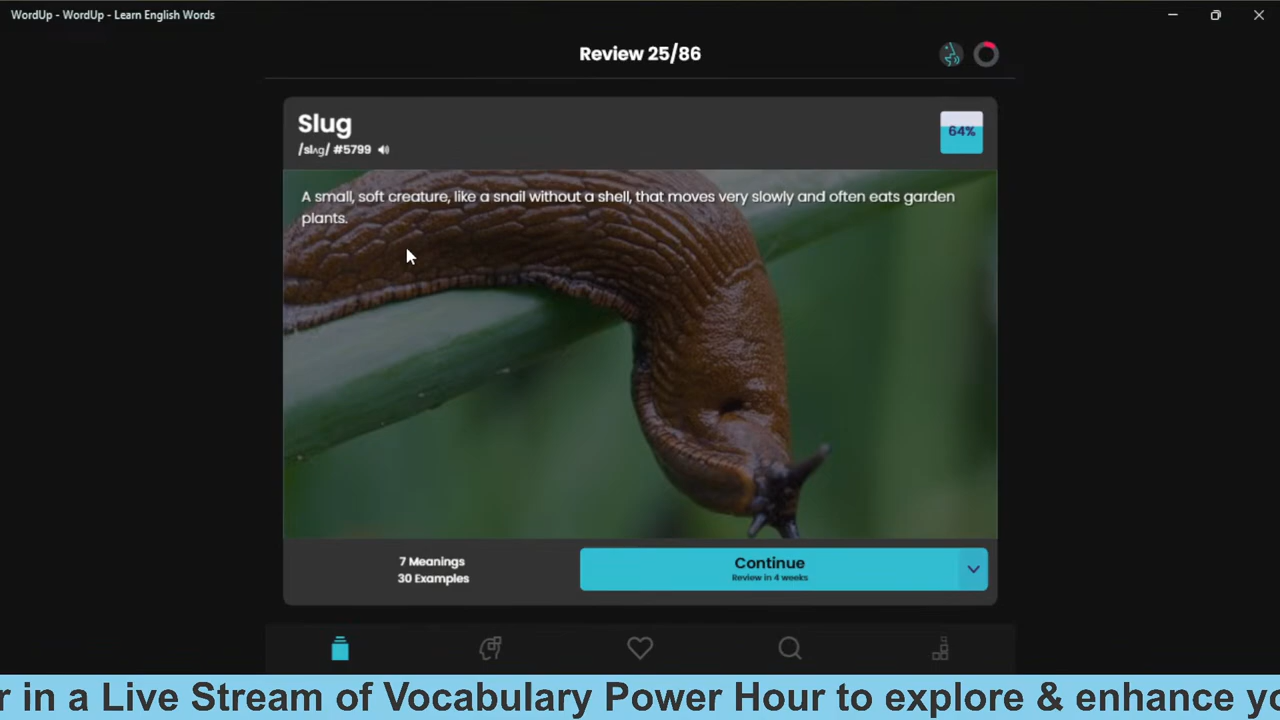 WordUp - WordUp - Learn English Words
Review 25/86
Slug
/slʌg/ #5799
64%
A small, soft creature, like a snail without a shell, that moves very slowly and often eats garden
plants.
7 Meanings
30 Examples
Continue
Review in 4 weeks
r in a Live Stream of Vocabulary Power Hour to explore & enhance yo